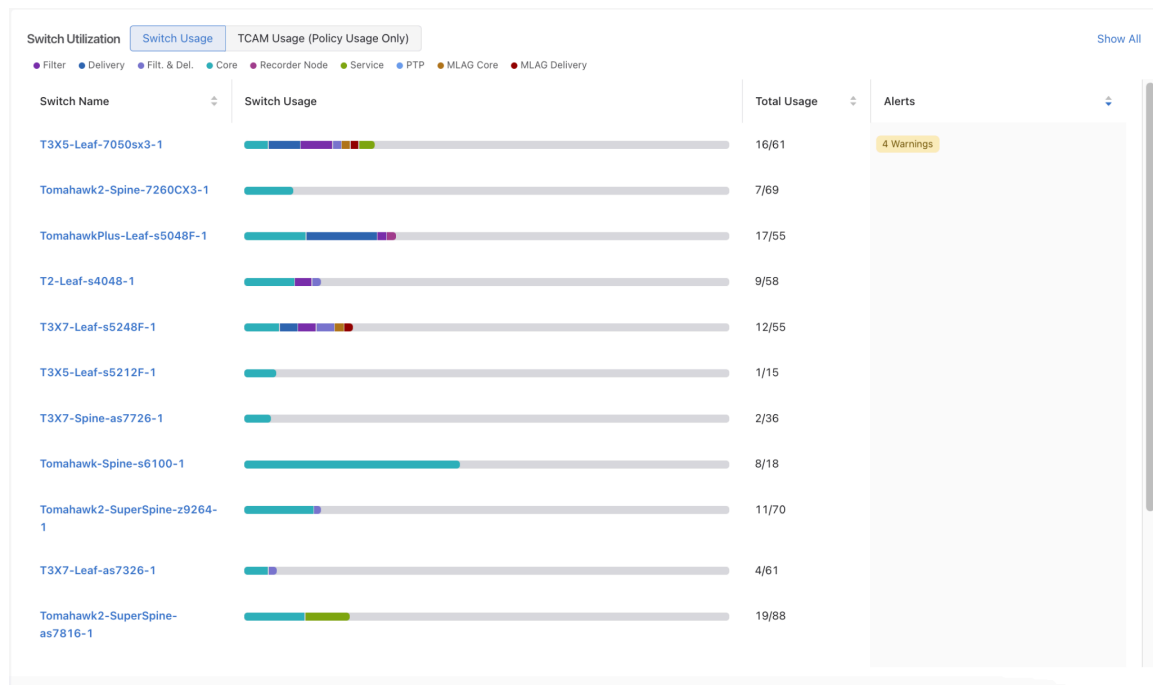 Switch Utilization Switch Usage TCAM Usage (Policy Usage Only) Show All
Filter Delivery Filt. & Del. Core Recorder Node Service PTP MLAG Core MLAG Delivery
Switch Name Switch Usage Total Usage Alerts
T3X5-Leaf-7050sx3-1 16/61 4 Warnings
Tomahawk2-Spine-7260CX3-1 7/69
TomahawkPlus-Leaf-s5048F-1 17/55
T2-Leaf-s4048-1 9/58
T3X7-Leaf-s5248F-1 12/55
T3X5-Leaf-s5212F-1 1/15
T3X7-Spine-as7726-1 2/36
Tomahawk-Spine-s6100-1 8/18
Tomahawk2-SuperSpine-z9264- 11/70
1
T3X7-Leaf-as7326-1 4/61
Tomahawk2-SuperSpine- 19/88
as7816-1